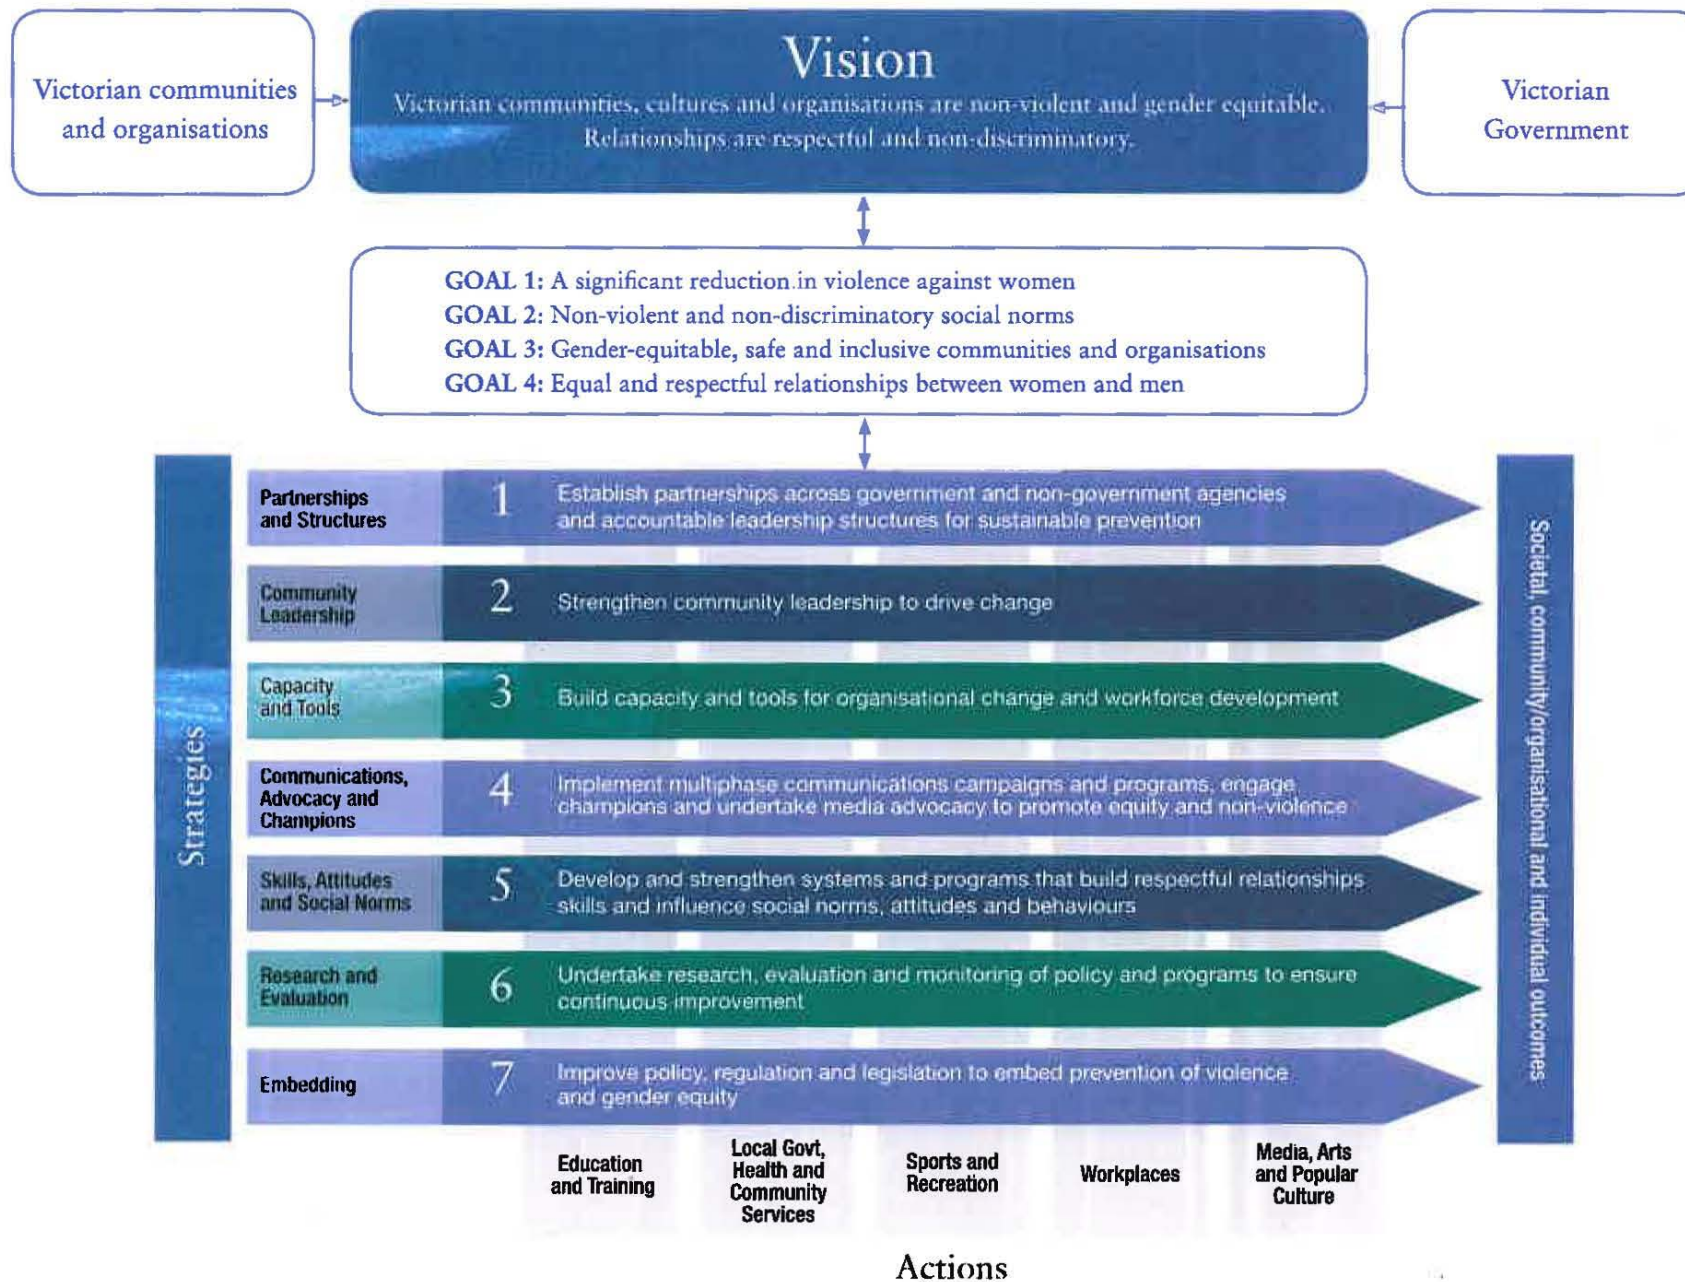 Victorian communities
and organisations
Vision
Victorian communities, cultures and organisations are non-violent and gender equitable.
Relationships are respectful and non-discriminatory.
Victorian
Government
GOAL 1: A significant reduction in violence against women
GOAL 2: Non-violent and non-discriminatory social norms
GOAL 3: Gender-equitable, safe and inclusive communities and organisations
GOAL 4: Equal and respectful relationships between women and men
Strategies
Partnerships
and Structures
1
Establish partnerships across government and non-government agencies
and accountable leadership structures for sustainable prevention
Community
Leadership
2
Strengthen community leadership to drive change
Capacity
and Tools
3
Build capacity and tools for organisational change and workforce development
Communications,
Advocacy and
Champions
4
Implement multiphase communications campaigns and programs, engage
champions and undertake media advocacy to promote equity and non-violence
Skills, Attitudes
and Social Norms
5
Develop and strengthen systems and programs that build respectful relationships
skills and influence social norms, attitudes and behaviours
Research and
Evaluation
6
Undertake research, evaluation and monitoring of policy and programs to ensure
continuous improvement
Embedding
7
Improve policy, regulation and legislation to embed prevention of violence
and gender equity
Societal, community/organisational and individual outcomes
Education
and Training
Local Govt,
Health and
Community
Services
Sports and
Recreation
Workplaces
Media, Arts
and Popular
Culture
Actions